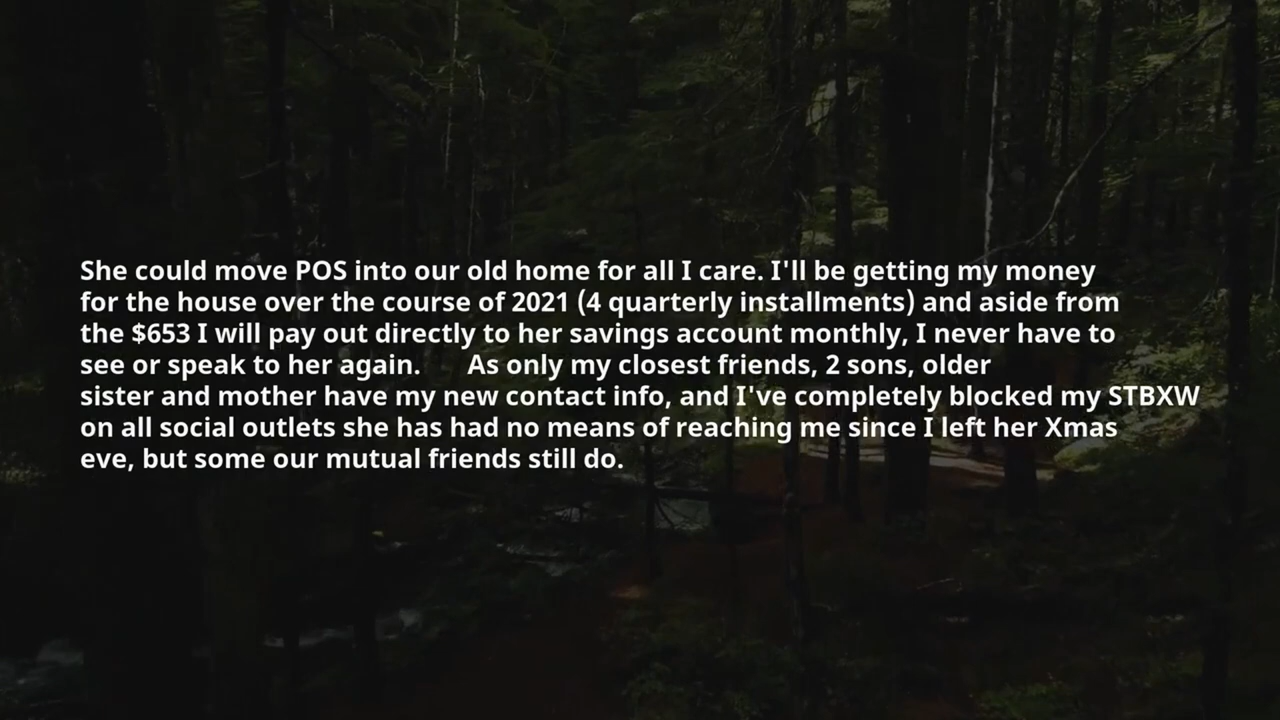 She could move POS into our old home for all I care. I'll be getting my money
for the house over the course of 2021 (4 quarterly installments) and aside from
the $653 I will pay out directly to her savings account monthly, I never have to
see or speak to her again.      As only my closest friends, 2 sons, older
sister and mother have my new contact info, and I've completely blocked my STBXW
on all social outlets she has had no means of reaching me since I left her Xmas
eve, but some our mutual friends still do.